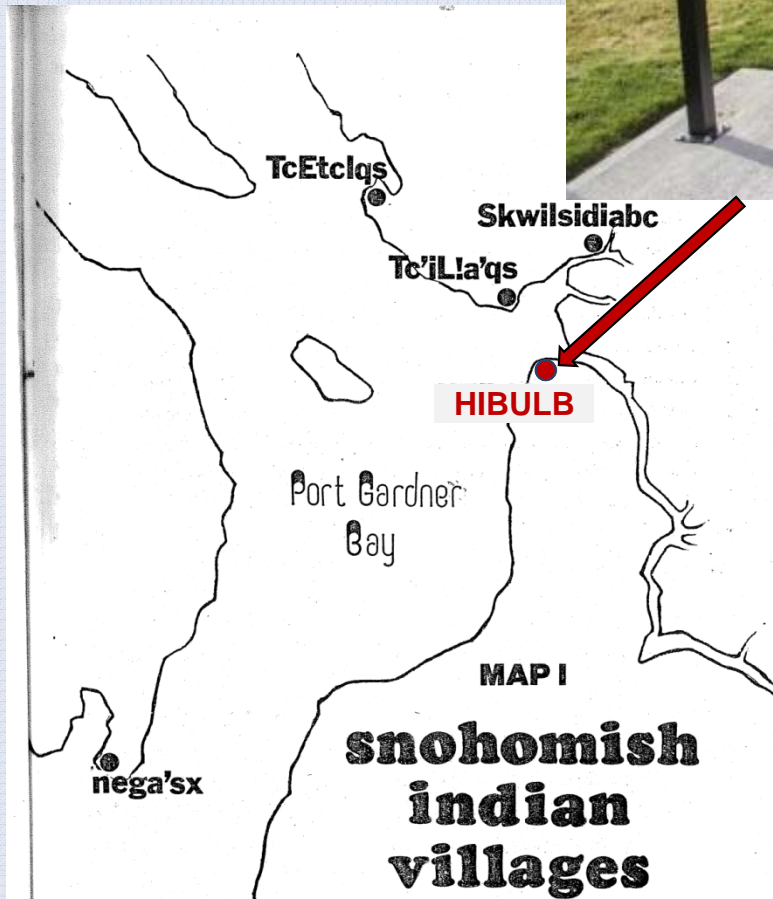 TcEtclqs
Skwilsidiabc
Tc'iL!a'qs
HIBULB
Port Gardner
Bay
MAP I
nega'sx
snohomish
indian
villages